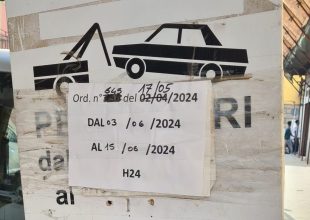 17/05
Ord. n° 565 del 02/04/2024
DAL 03 /06 /2024
AL 15 /06 /2024
H24
PE RI
da
al